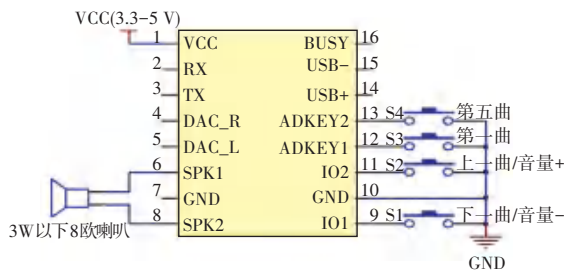 VCC(3.3-5 V)
1 VCC BUSY 16
2 RX USB- 15
3 TX USB+ 14
4 DAC_R ADKEY2 13 S4 第五曲
5 DAC_L ADKEY1 12 S3 第一曲
6 SPK1 IO2 11 S2 上一曲/音量+
7 GND GND 10
8 SPK2 IO1 9 S1 下一曲/音量-
3W以下8欧喇叭
GND